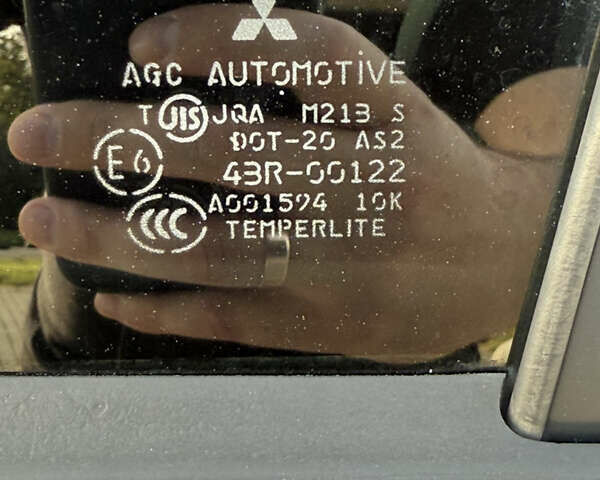 AGC AUTOMOTIVE
T JIS JQA M213 S
DOT-20 AS2
E6 43R-00122
CCC A001594 10K
TEMPERLITE